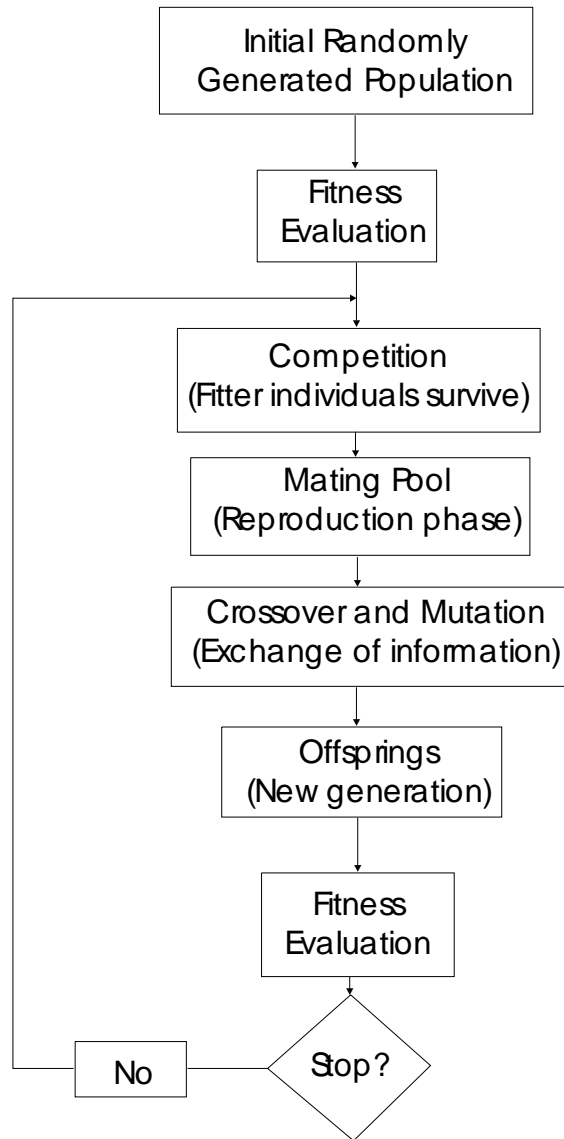 Initial Randomly
Generated Population
Fitness
Evaluation
Competition
(Fitter individuals survive)
Mating Pool
(Reproduction phase)
Crossover and Mutation
(Exchange of information)
Offsprings
(New generation)
Fitness
Evaluation
Stop?
No